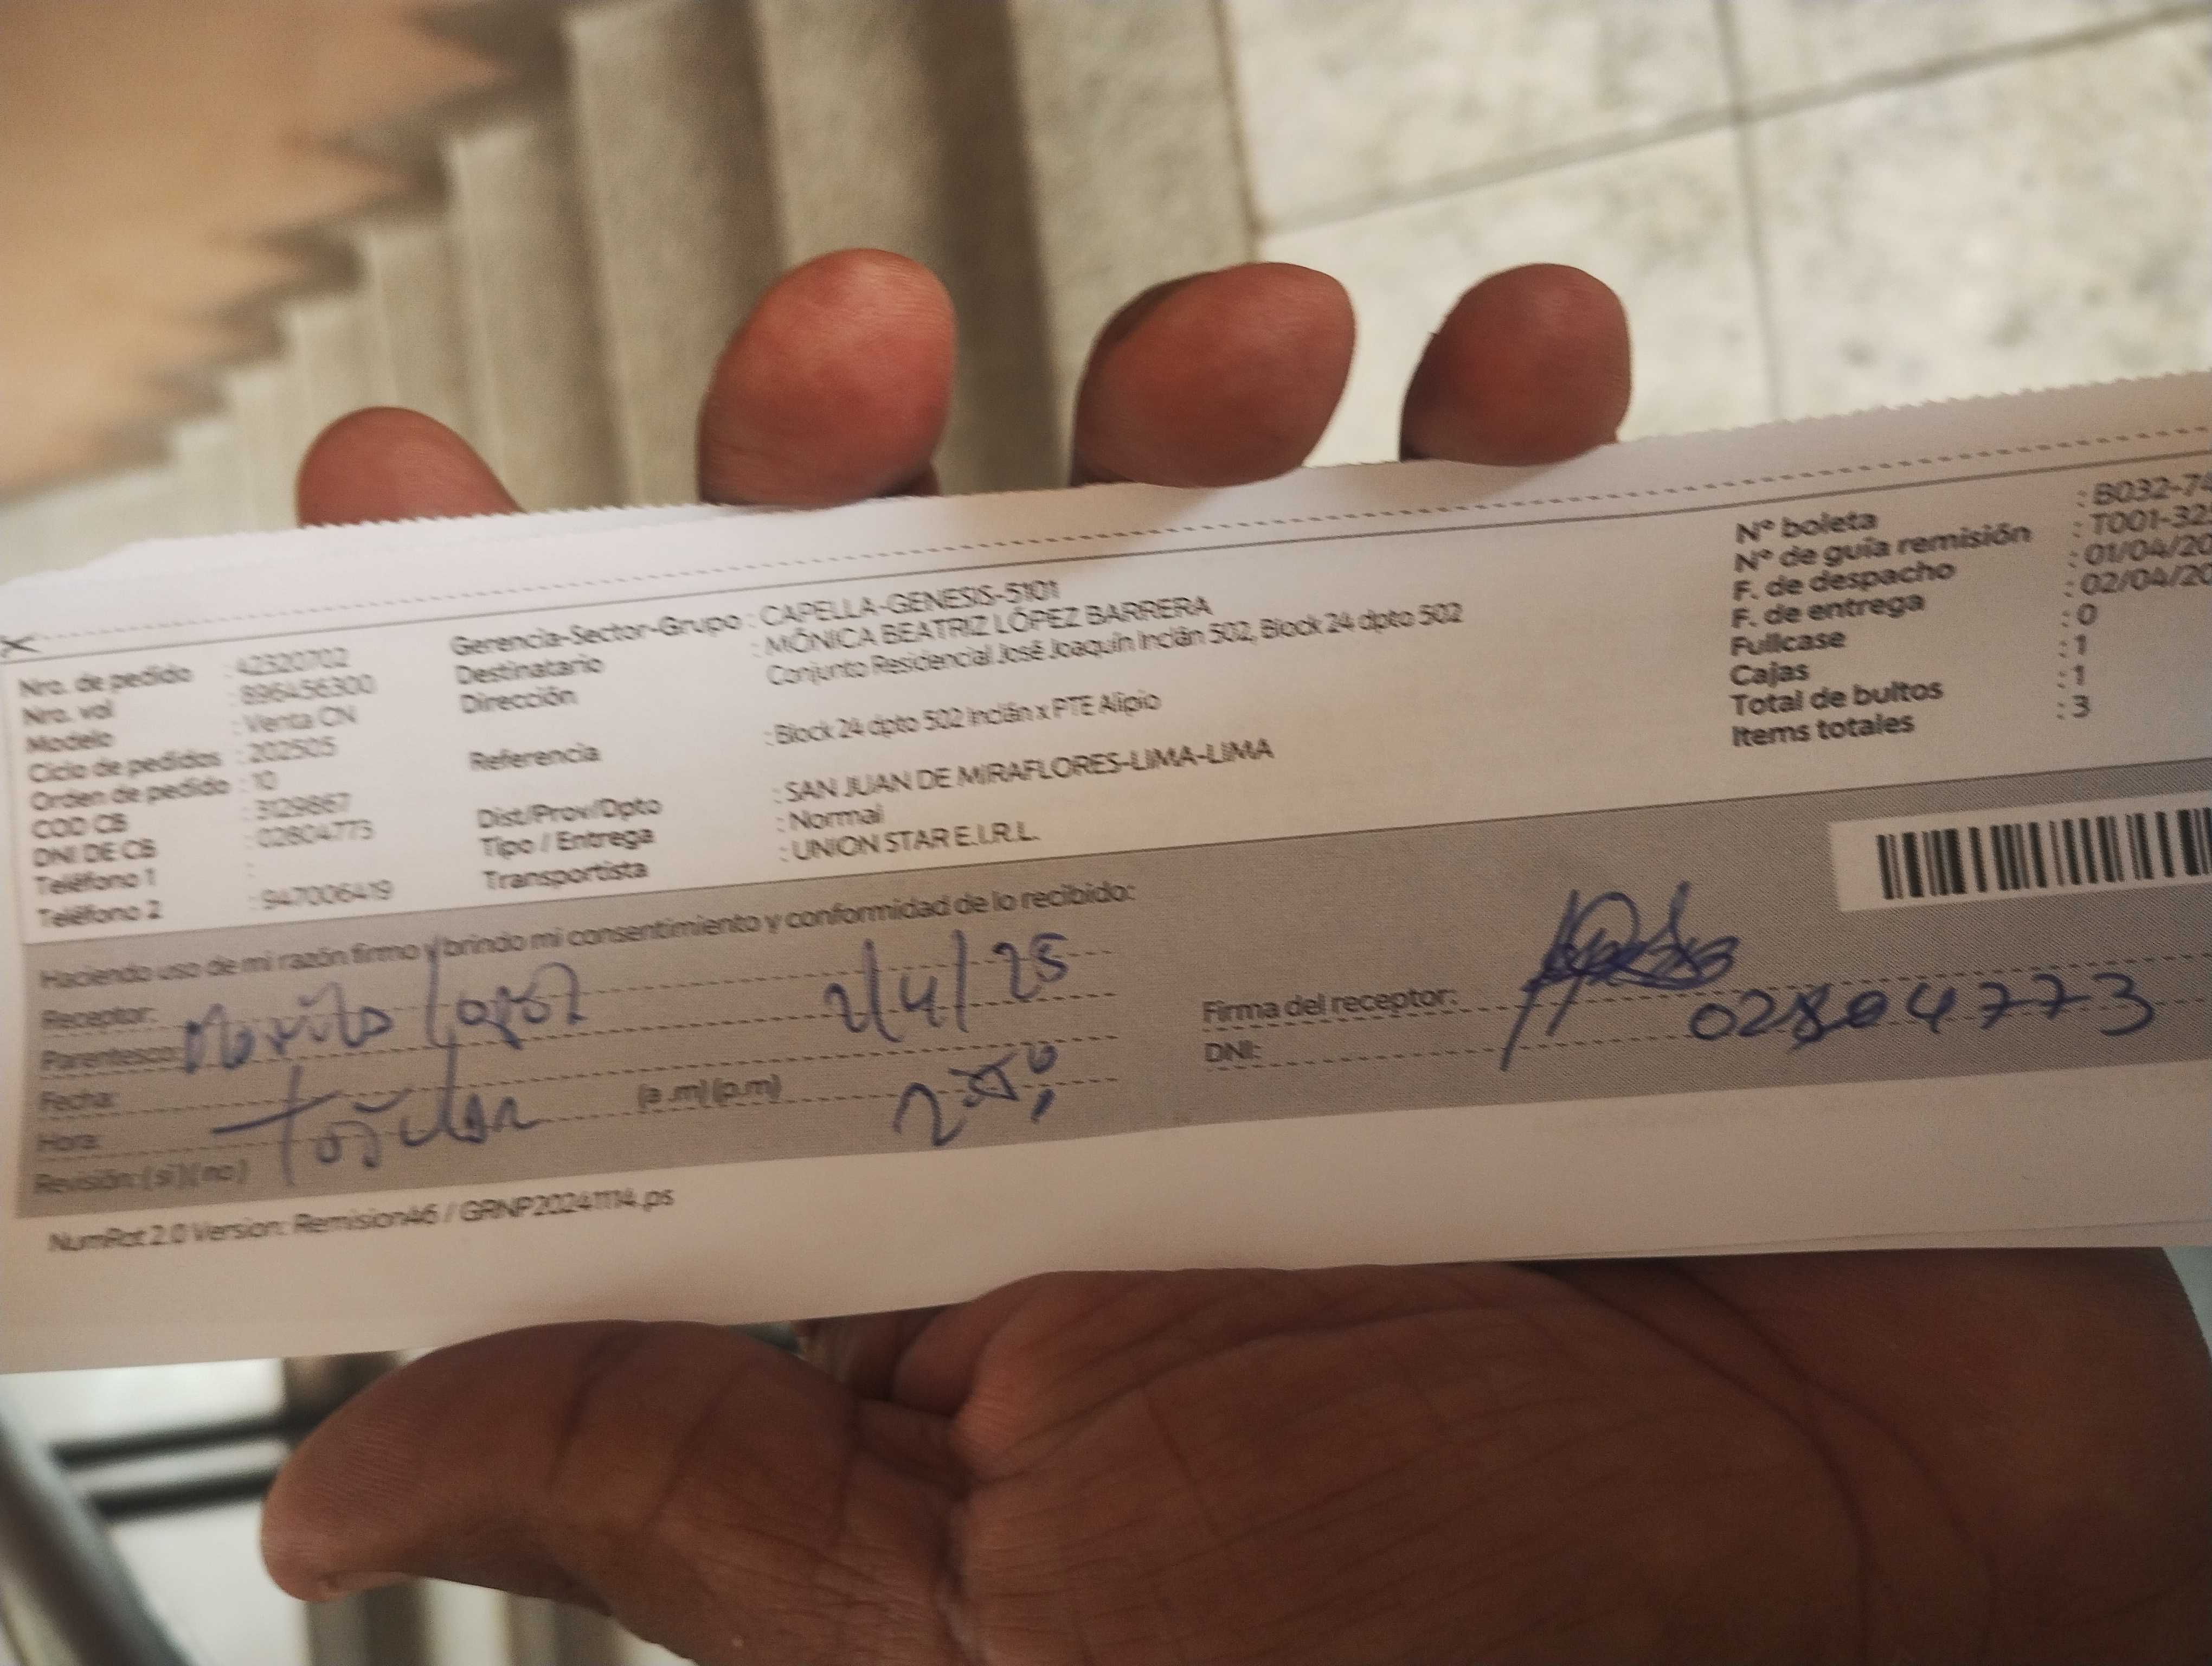 Nro. de pedido : 42320702
Nro. vol : 896456300
Modelo : Venta CN
Ciclo de pedidos : 202505
Orden de pedido : 10
COD CB : 3129867
DNI DE CB : 02804773
Teléfono 1 :
Teléfono 2 : 947006419
Gerencia-Sector-Grupo : CAPELLA-GENESIS-5101
Destinatario : MÓNICA BEATRIZ LÓPEZ BARRERA
Dirección Conjunto Residencial José Joaquín Inclán 502, Block 24 dpto 502
Referencia : Block 24 dpto 502 Inclán x PTE Alipio
Dist/Prov/Dpto : SAN JUAN DE MIRAFLORES-LIMA-LIMA
Tipo / Entrega : Normal
Transportista : UNION STAR E.I.R.L.
N° boleta : B032-74
N° de guía remisión : T001-32
F. de despacho : 01/04/20
F. de entrega : 02/04/20
Fullcase : 0
Cajas : 1
Total de bultos : 1
Items totales : 3
Haciendo uso de mi razón firmo y brindo mi consentimiento y conformidad de lo recibido:
Receptor:
Parentesco: López 2/4/25
Fecha:
Hora: (a .m) (p.m)
Revisión: ( si ) ( no )
Firma del receptor:
DNI: 02804773
NumRot 2.0 Version: Remision46 / GRNP20241114.ps